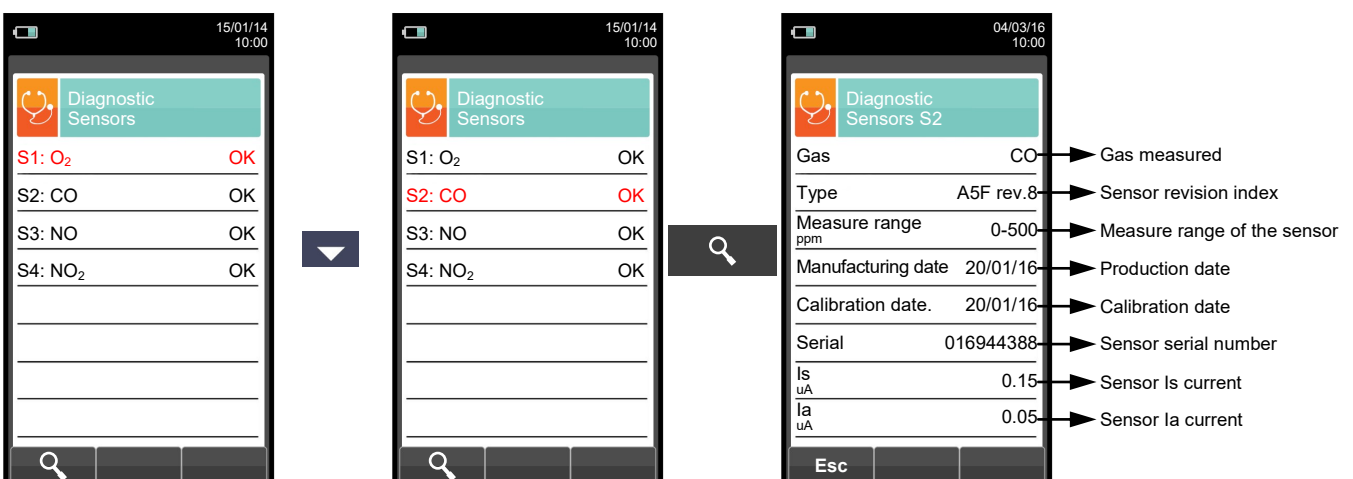 15/01/14
10:00
Diagnostic
Sensors
S1: O₂ OK
S2: CO OK
S3: NO OK
S4: NO₂ OK
15/01/14
10:00
Diagnostic
Sensors
S1: O₂ OK
S2: CO OK
S3: NO OK
S4: NO₂ OK
04/03/16
10:00
Diagnostic
Sensors S2
Gas CO Gas measured
Type A5F rev.8 Sensor revision index
Measure range
ppm
0-500 Measure range of the sensor
Manufacturing date 20/01/16 Production date
Calibration date. 20/01/16 Calibration date
Serial 016944388 Sensor serial number
Is
uA
0.15 Sensor Is current
Ia
uA
0.05 Sensor Ia current
Esc